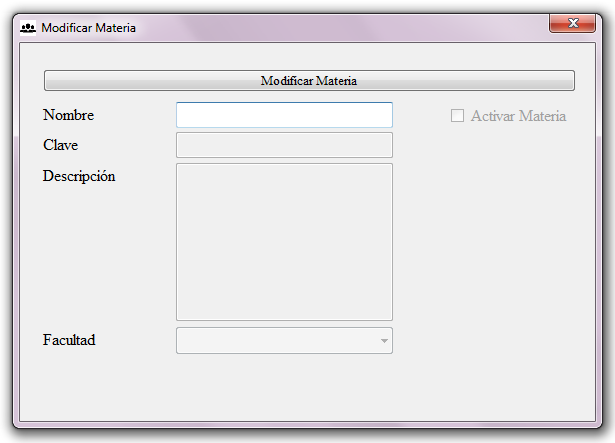 Modificar Materia
Modificar Materia
Nombre
Activar Materia
Clave
Descripción
Facultad